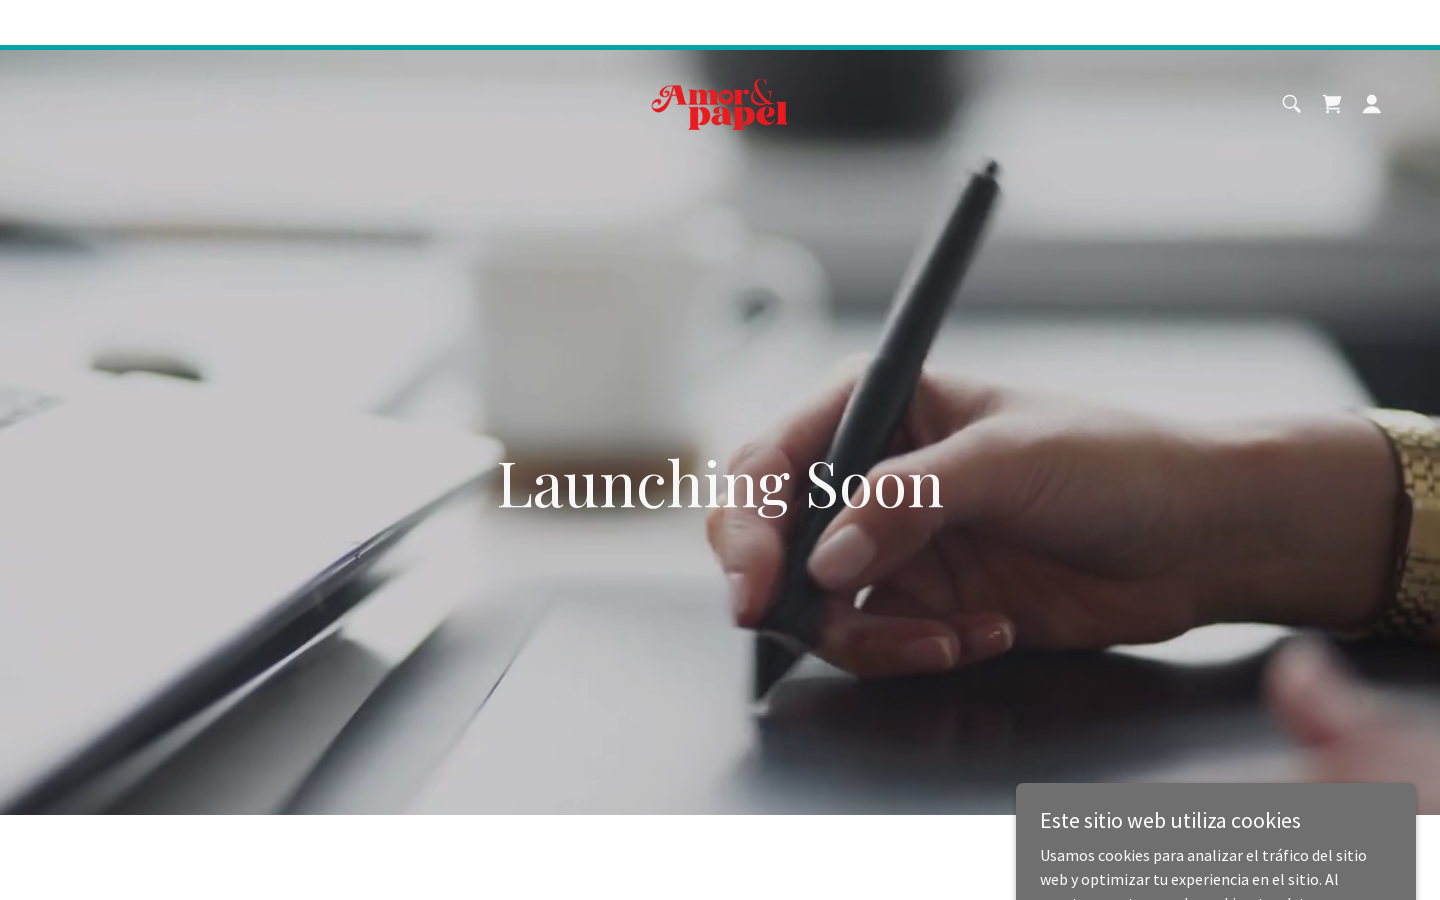 Amor &
papel
Launching Soon
Este sitio web utiliza cookies
Usamos cookies para analizar el tráfico del sitio
web y optimizar tu experiencia en el sitio. Al